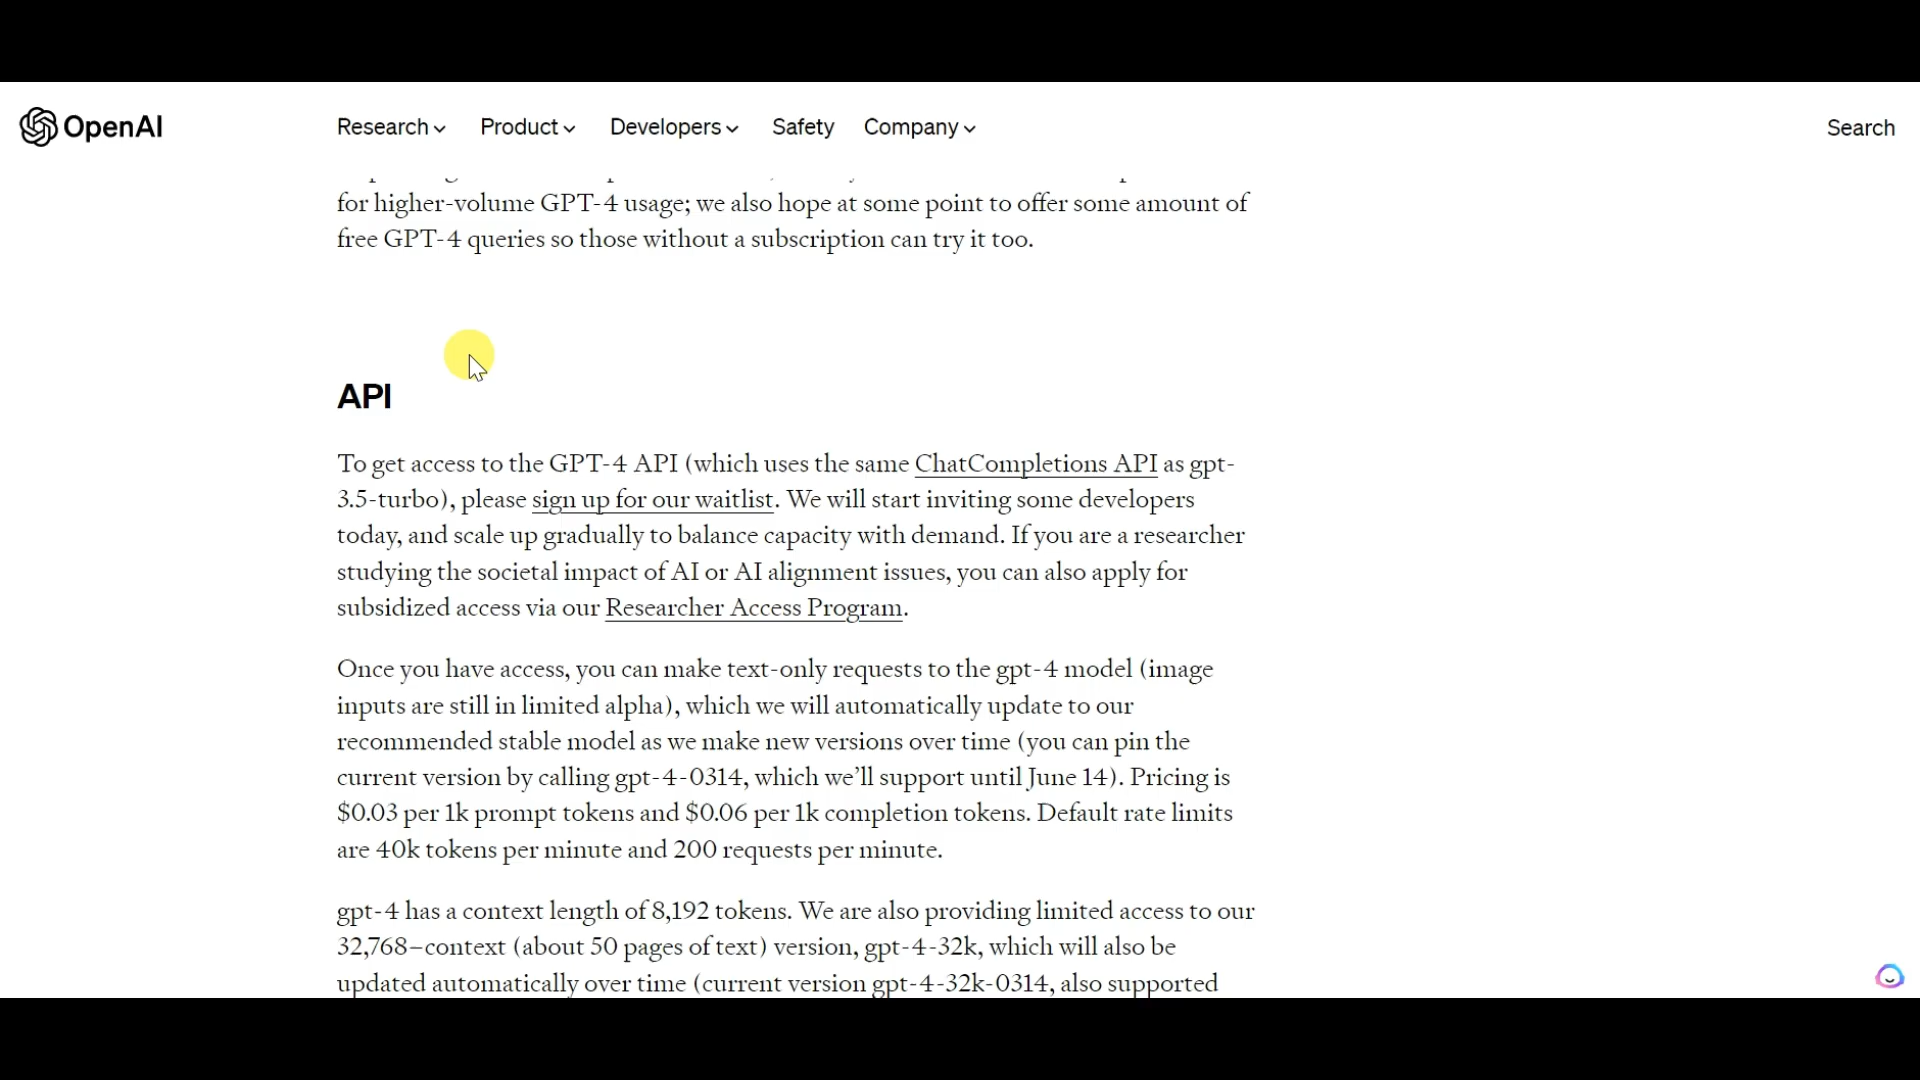 OpenAI
Research
Product
Developers
Safety
Company
Search
for higher-volume GPT-4 usage; we also hope at some point to offer some amount of
free GPT-4 queries so those without a subscription can try it too.
API
To get access to the GPT-4 API (which uses the same ChatCompletions API as gpt-
3.5-turbo), please sign up for our waitlist. We will start inviting some developers
today, and scale up gradually to balance capacity with demand. If you are a researcher
studying the societal impact of AI or AI alignment issues, you can also apply for
subsidized access via our Researcher Access Program.
Once you have access, you can make text-only requests to the gpt-4 model (image
inputs are still in limited alpha), which we will automatically update to our
recommended stable model as we make new versions over time (you can pin the
current version by calling gpt-4-0314, which we’ll support until June 14). Pricing is
$0.03 per 1k prompt tokens and $0.06 per 1k completion tokens. Default rate limits
are 40k tokens per minute and 200 requests per minute.
gpt-4 has a context length of 8,192 tokens. We are also providing limited access to our
32,768–context (about 50 pages of text) version, gpt-4-32k, which will also be
updated automatically over time (current version gpt-4-32k-0314, also supported